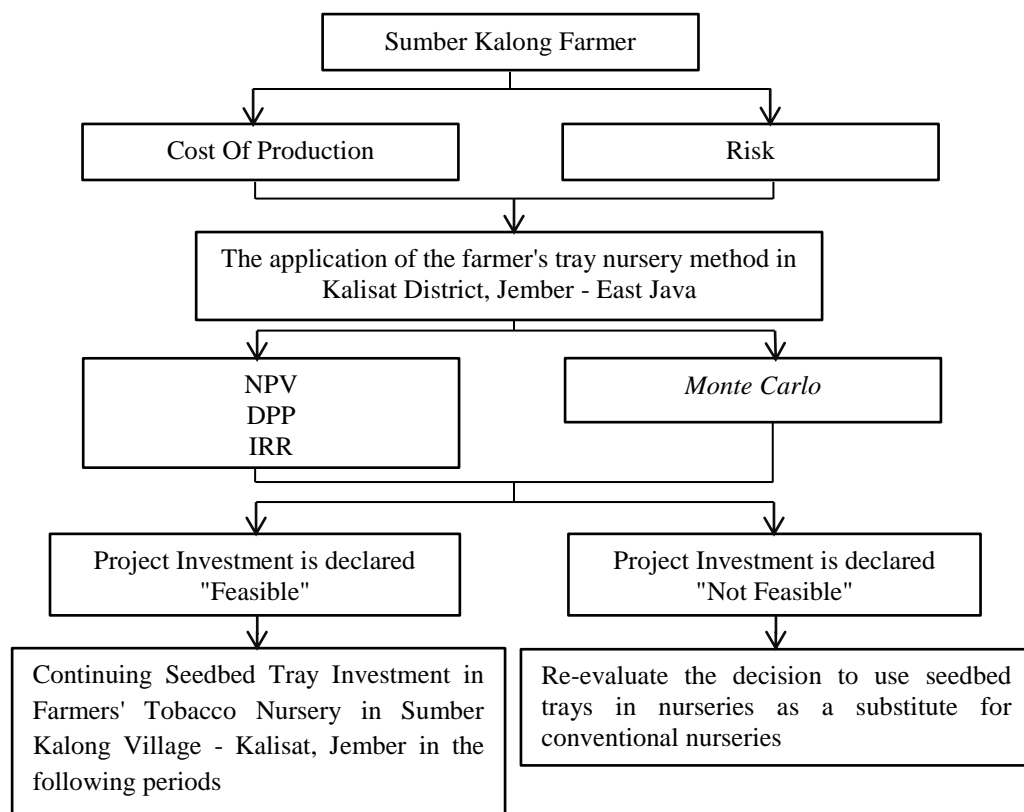 Sumber Kalong Farmer
Cost Of Production
Risk
The application of the farmer's tray nursery method in
Kalisat District, Jember - East Java
NPV
DPP
IRR
Monte Carlo
Project Investment is declared
"Feasible"
Project Investment is declared
"Not Feasible"
Continuing Seedbed Tray Investment in
Farmers' Tobacco Nursery in Sumber
Kalong Village - Kalisat, Jember in the
following periods
Re-evaluate the decision to use seedbed
trays in nurseries as a substitute for
conventional nurseries